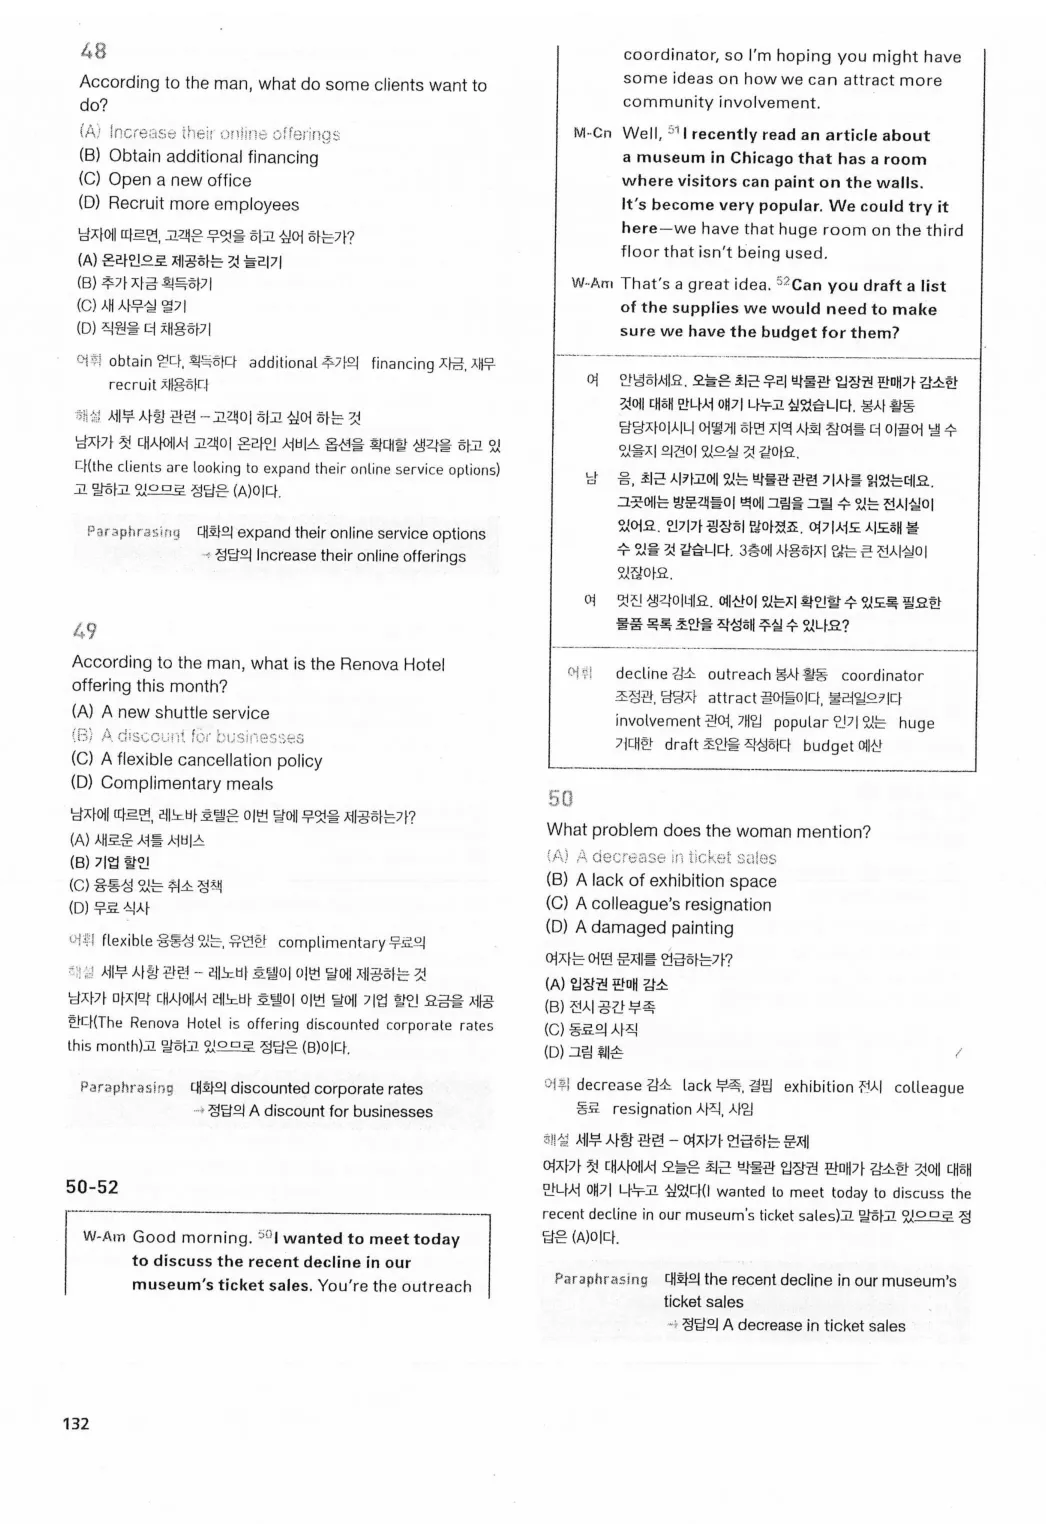 48
According to the man, what do some clients want to
do?
(A) Increase their online offerings
(B) Obtain additional financing
(C) Open a new office
(D) Recruit more employees
남자에 따르면, 고객은 무엇을 하고 싶어 하는가?
(A) 온라인으로 제공하는 것 늘리기
(B) 추가 자금 획득하기
(C) 새 사무실 열기
(D) 직원을 더 채용하기
어휘 obtain 얻다, 획득하다 additional 추가의 financing 자금, 재무
recruit 채용하다
해설 세부 사항 관련 – 고객이 하고 싶어 하는 것
남자가 첫 대사에서 고객이 온라인 서비스 옵션을 확대할 생각을 하고 있
다(the clients are looking to expand their online service options)
고 말하고 있으므로 정답은 (A)이다.
Paraphrasing 대화의 expand their online service options
→ 정답의 Increase their online offerings
49
According to the man, what is the Renova Hotel
offering this month?
(A) A new shuttle service
(B) A discount for businesses
(C) A flexible cancellation policy
(D) Complimentary meals
남자에 따르면, 레노바 호텔은 이번 달에 무엇을 제공하는가?
(A) 새로운 셔틀 서비스
(B) 기업 할인
(C) 융통성 있는 취소 정책
(D) 무료 식사
어휘 flexible 융통성 있는, 유연한 complimentary 무료의
해설 세부 사항 관련 – 레노바 호텔이 이번 달에 제공하는 것
남자가 마지막 대사에서 레노바 호텔이 이번 달에 기업 할인 요금을 제공
한다(The Renova Hotel is offering discounted corporate rates
this month)고 말하고 있으므로 정답은 (B)이다.
Paraphrasing 대화의 discounted corporate rates
→ 정답의 A discount for businesses
50-52
W-Am Good morning. 50I wanted to meet today
to discuss the recent decline in our
museum's ticket sales. You're the outreach
coordinator, so I'm hoping you might have
some ideas on how we can attract more
community involvement.
M-Cn Well, 51I recently read an article about
a museum in Chicago that has a room
where visitors can paint on the walls.
It's become very popular. We could try it
here—we have that huge room on the third
floor that isn't being used.
W-Am That's a great idea. 52Can you draft a list
of the supplies we would need to make
sure we have the budget for them?
여 안녕하세요. 오늘은 최근 우리 박물관 입장권 판매가 감소한
것에 대해 만나서 얘기 나누고 싶었습니다. 봉사 활동
담당자이시니 어떻게 하면 지역 사회 참여를 더 이끌어 낼 수
있을지 의견이 있으실 것 같아요.
남 음, 최근 시카고에 있는 박물관 관련 기사를 읽었는데요.
그곳에는 방문객들이 벽에 그림을 그릴 수 있는 전시실이
있어요. 인기가 굉장히 많아졌죠. 여기서도 시도해 볼
수 있을 것 같습니다. 3층에 사용하지 않는 큰 전시실이
있잖아요.
여 멋진 생각이네요. 예산이 있는지 확인할 수 있도록 필요한
물품 목록 초안을 작성해 주실 수 있나요?
어휘 decline 감소 outreach 봉사 활동 coordinator
조정관, 담당자 attract 끌어들이다, 불러일으키다
involvement 관여, 개입 popular 인기 있는 huge
거대한 draft 초안을 작성하다 budget 예산
50
What problem does the woman mention?
(A) A decrease in ticket sales
(B) A lack of exhibition space
(C) A colleague's resignation
(D) A damaged painting
여자는 어떤 문제를 언급하는가?
(A) 입장권 판매 감소
(B) 전시 공간 부족
(C) 동료의 사직
(D) 그림 훼손
어휘 decrease 감소 lack 부족, 결핍 exhibition 전시 colleague
동료 resignation 사직, 사임
해설 세부 사항 관련 – 여자가 언급하는 문제
여자가 첫 대사에서 오늘은 최근 박물관 입장권 판매가 감소한 것에 대해
만나서 얘기 나누고 싶었다(I wanted to meet today to discuss the
recent decline in our museum's ticket sales)고 말하고 있으므로 정
답은 (A)이다.
Paraphrasing 대화의 the recent decline in our museum's
ticket sales
→ 정답의 A decrease in ticket sales
132